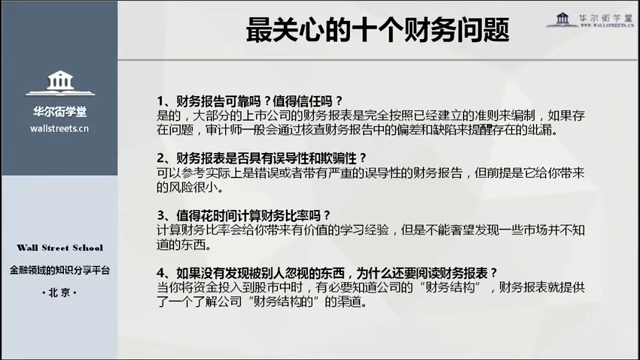 最关心的十个财务问题
华尔街学堂
WWW.WALLSTREETS.CN
华尔街学堂
wallstreets.cn
Wall Street School
金融领域的知识分享平台
·北京·
1、财务报告可靠吗？值得信任吗？
是的，大部分的上市公司的财务报表是完全按照已经建立的准则来编制，如果存
在问题，审计师一般会通过核查财务报告中的偏差和缺陷来提醒存在的纰漏。
2、财务报表是否具有误导性和欺骗性？
可以参考实际上是错误或者带有严重的误导性的财务报告，但前提是它给你带来
的风险很小。
3、值得花时间计算财务比率吗？
计算财务比率会给你带来有价值的学习经验，但是不能奢望发现一些市场并不知
道的东西。
4、如果没有发现被别人忽视的东西，为什么还要阅读财务报表？
当你将资金投入到股市中时，有必要知道公司的“财务结构”，财务报表就提供
了一个了解公司“财务结构的”的渠道。